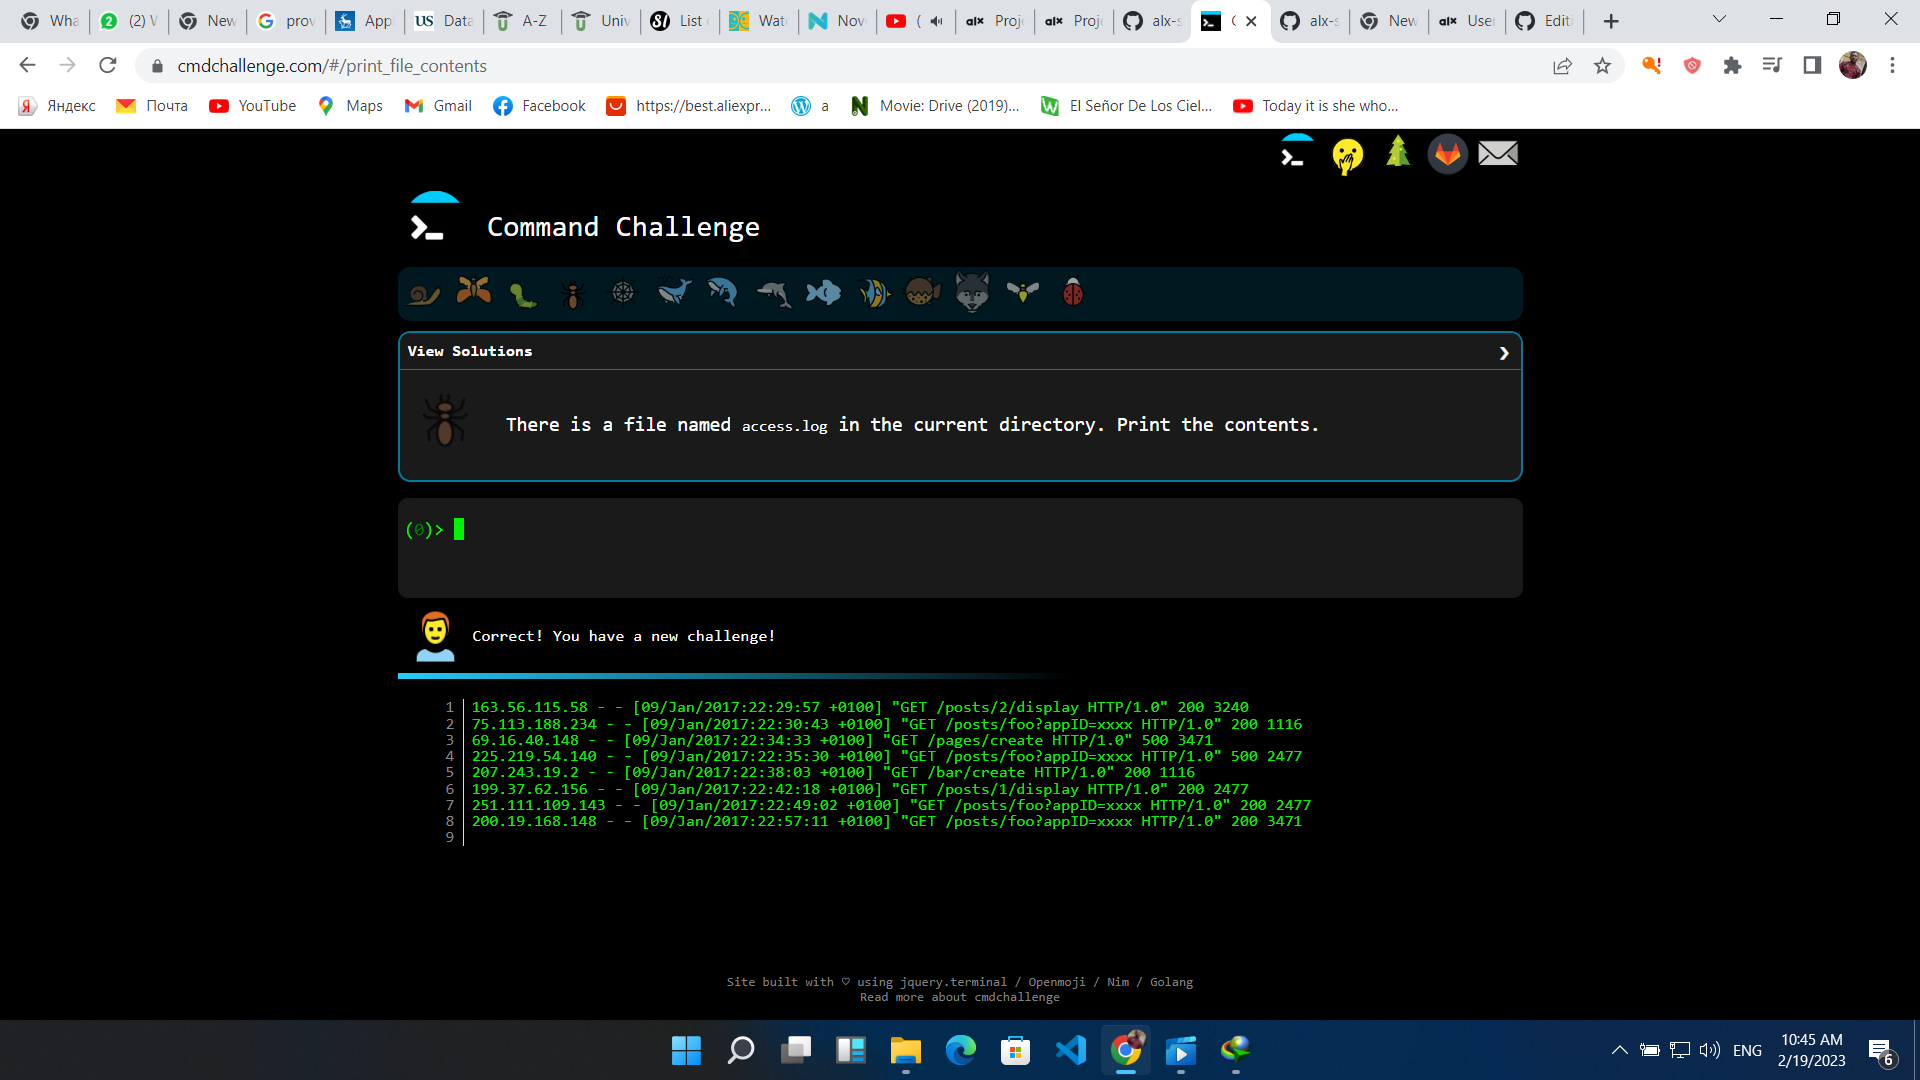 Wha
(2) W
New
prov
App
Data
A-Z
Univ
List
Wato
Nov
(
Proje
Proje
alx-s
C
alx-s
New
User
Editi
cmdchallenge.com/#/print_file_contents
Яндекс
Почта
YouTube
Maps
Gmail
Facebook
https://best.aliexpr...
a
Movie: Drive (2019)...
El Señor De Los Ciel...
Today it is she who...
Command Challenge
View Solutions
There is a file named access.log in the current directory. Print the contents.
(0)>
Correct! You have a new challenge!
1 163.56.115.58 - - [09/Jan/2017:22:29:57 +0100] "GET /posts/2/display HTTP/1.0" 200 3240
2 75.113.188.234 - - [09/Jan/2017:22:30:43 +0100] "GET /posts/foo?appID=xxxx HTTP/1.0" 200 1116
3 69.16.40.148 - - [09/Jan/2017:22:34:33 +0100] "GET /pages/create HTTP/1.0" 500 3471
4 225.219.54.140 - - [09/Jan/2017:22:35:30 +0100] "GET /posts/foo?appID=xxxx HTTP/1.0" 500 2477
5 207.243.19.2 - - [09/Jan/2017:22:38:03 +0100] "GET /bar/create HTTP/1.0" 200 1116
6 199.37.62.156 - - [09/Jan/2017:22:42:18 +0100] "GET /posts/1/display HTTP/1.0" 200 2477
7 251.111.109.143 - - [09/Jan/2017:22:49:02 +0100] "GET /posts/foo?appID=xxxx HTTP/1.0" 200 2477
8 200.19.168.148 - - [09/Jan/2017:22:57:11 +0100] "GET /posts/foo?appID=xxxx HTTP/1.0" 200 3471
9
Site built with ♡ using jquery.terminal / Openmoji / Nim / Golang
Read more about cmdchallenge
ENG
10:45 AM
2/19/2023
6